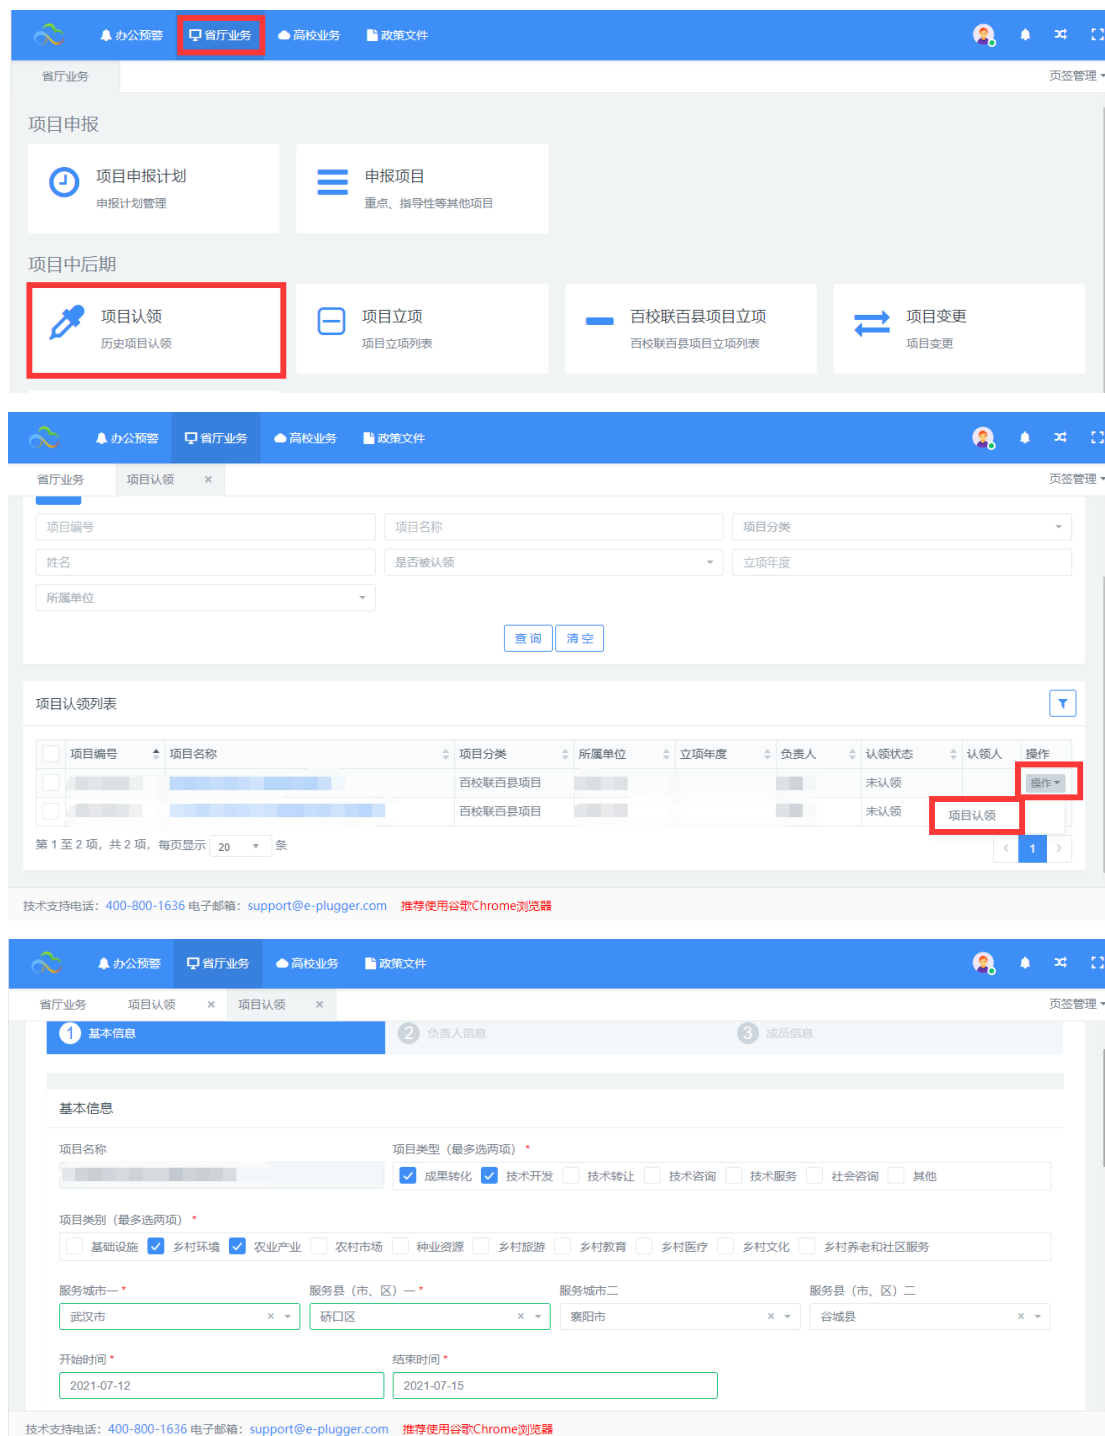 办公预警 省厅业务 高校业务 政策文件
省厅业务 页签管理
项目申报
项目申报计划 申报项目
申报计划管理 重点、指导性等其他项目
项目中后期
项目认领 项目立项 百校联百县项目立项 项目变更
历史项目认领 项目立项列表 百校联百县项目立项列表 项目变更
办公预警 省厅业务 高校业务 政策文件
省厅业务 项目认领 × 页签管理
项目编号 项目名称 项目分类
姓名 是否被认领 立项年度
所属单位
查 询 清 空
项目认领列表
项目编号 项目名称 项目分类 所属单位 立项年度 负责人 认领状态 认领人 操作
百校联百县项目 未认领 操作
百校联百县项目 未认领 项目认领
第 1 至 2 项，共 2 项，每页显示 20 条 < 1 >
技术支持电话：400-800-1636 电子邮箱：support@e-plugger.com 推荐使用谷歌Chrome浏览器
办公预警 省厅业务 高校业务 政策文件
省厅业务 项目认领 × 项目认领 × 页签管理
1 基本信息 2 负责人信息 3 成员信息
基本信息
项目名称 项目类型（最多选两项） *
成果转化 技术开发 技术转让 技术咨询 技术服务 社会咨询 其他
项目类别（最多选两项） *
基础设施 乡村环境 农业产业 农村市场 种业资源 乡村旅游 乡村教育 乡村医疗 乡村文化 乡村养老和社区服务
服务城市一 * 服务县（市、区）一 * 服务城市二 服务县（市、区）二
武汉市 × 硚口区 × 襄阳市 × 谷城县 ×
开始时间 * 结束时间 *
2021-07-12 2021-07-15
技术支持电话：400-800-1636 电子邮箱：support@e-plugger.com 推荐使用谷歌Chrome浏览器